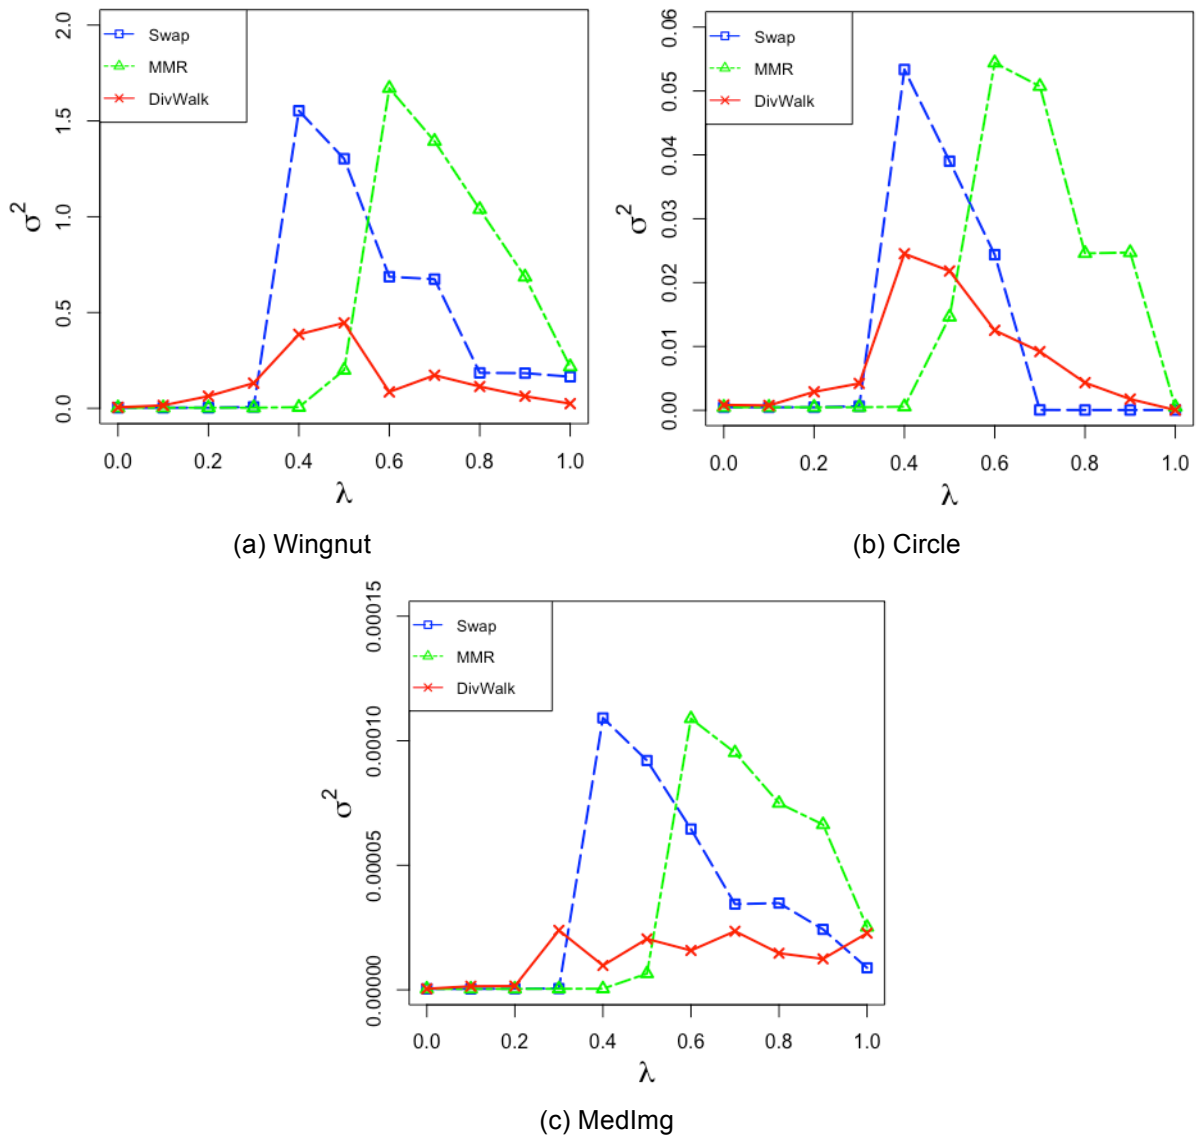 Swap
MMR
DivWalk
2.0
1.5
1.0
0.5
0.0
σ2
0.0 0.2 0.4 0.6 0.8 1.0
λ
(a) Wingnut
Swap
MMR
DivWalk
0.06
0.05
0.04
0.03
0.02
0.01
0.00
σ2
0.0 0.2 0.4 0.6 0.8 1.0
λ
(b) Circle
Swap
MMR
DivWalk
0.00015
0.00010
0.00005
0.00000
σ2
0.0 0.2 0.4 0.6 0.8 1.0
λ
(c) MedImg